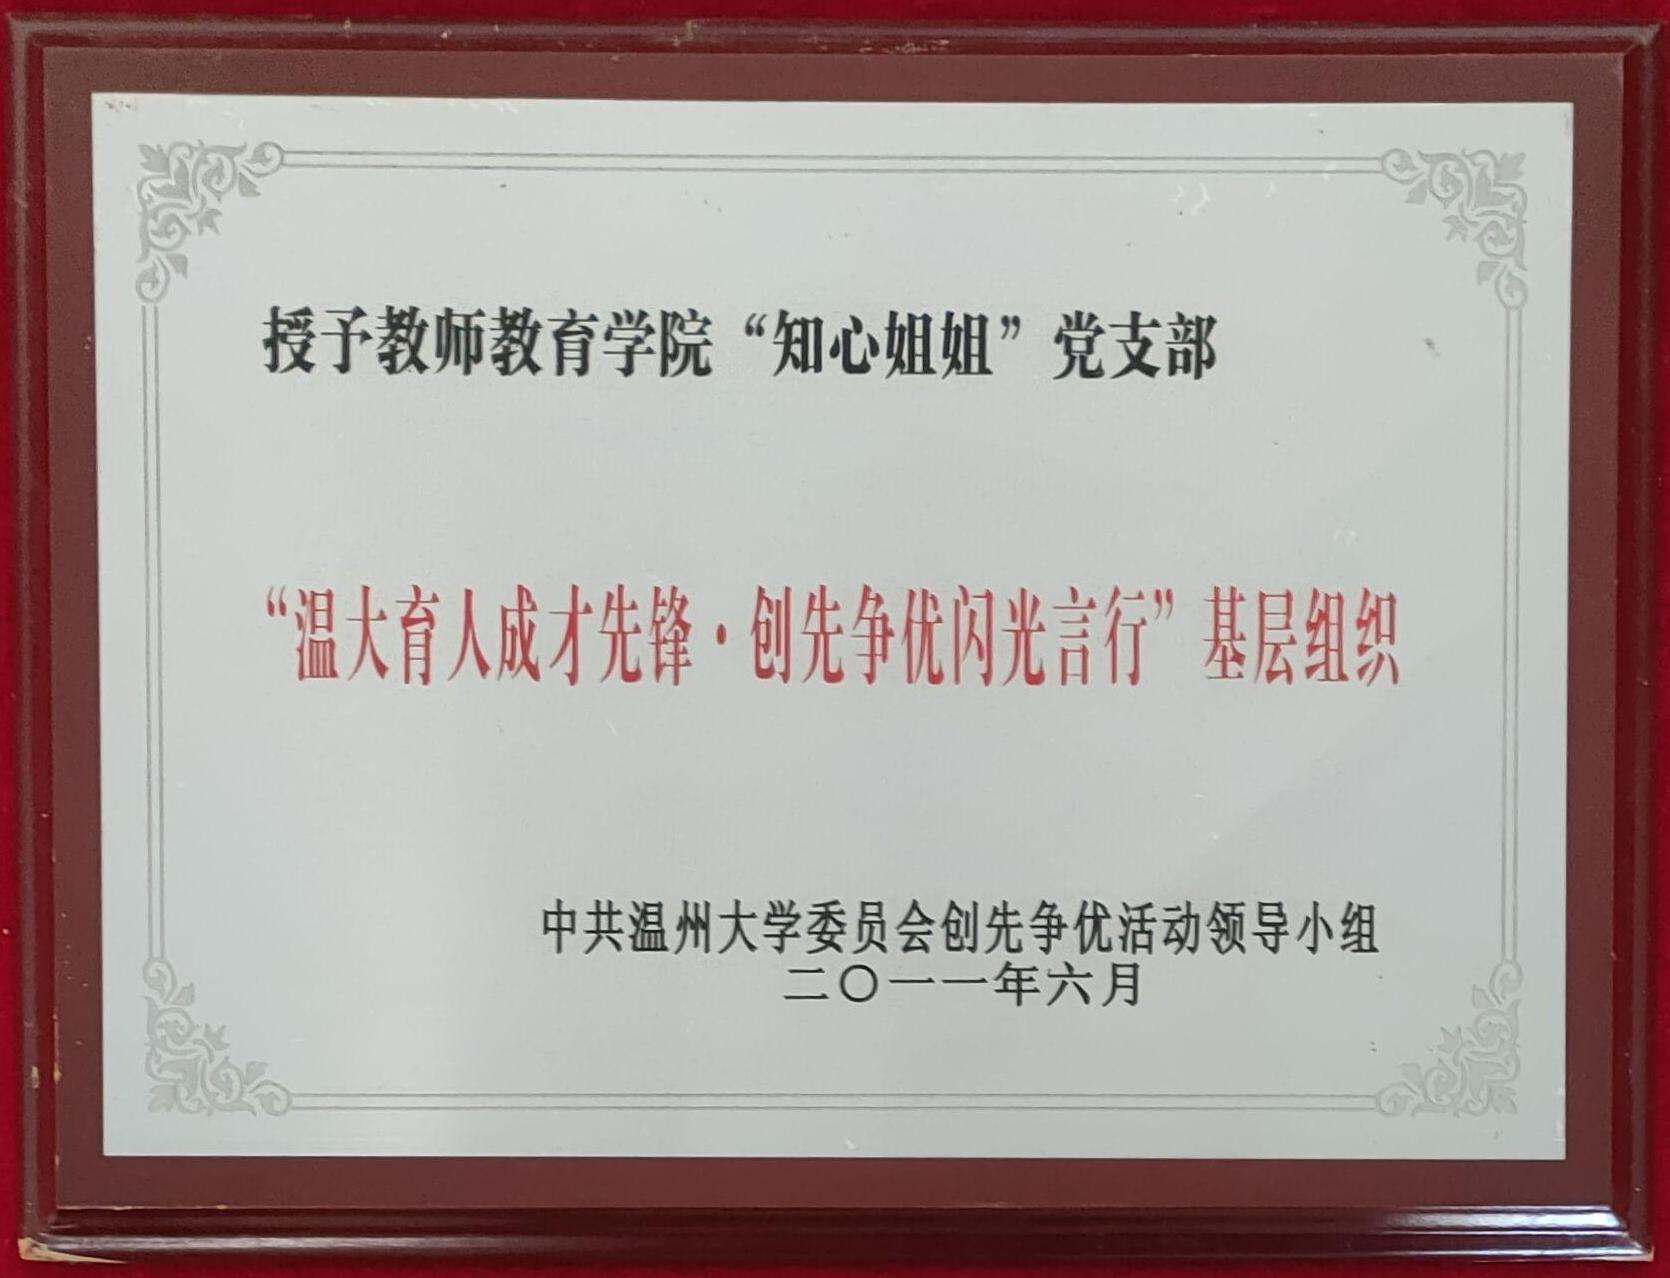 授予教师教育学院“知心姐姐”党支部
“温大育人成才先锋·创先争优闪光言行”基层组织
中共温州大学委员会创先争优活动领导小组
二〇一一年六月